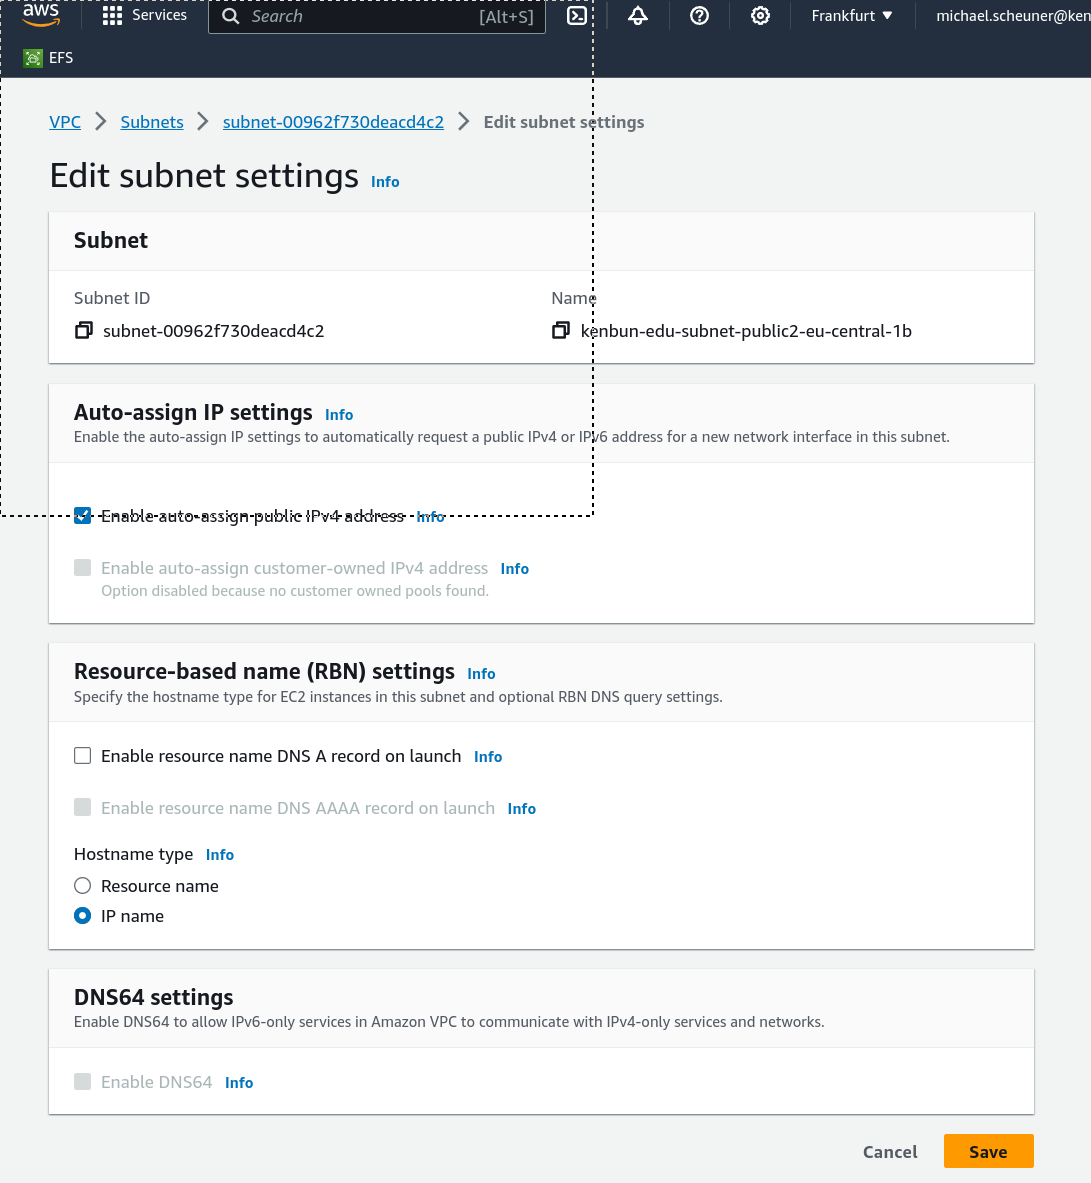 aws Services Search [Alt+S] Frankfurt michael.scheuner@ken
EFS
VPC Subnets subnet-00962f730deacd4c2 Edit subnet settings
Edit subnet settings Info
Subnet
Subnet ID Name
subnet-00962f730deacd4c2 kenbun-edu-subnet-public2-eu-central-1b
Auto-assign IP settings Info
Enable the auto-assign IP settings to automatically request a public IPv4 or IPv6 address for a new network interface in this subnet.
Enable auto-assign public IPv4 address Info
Enable auto-assign customer-owned IPv4 address Info
Option disabled because no customer owned pools found.
Resource-based name (RBN) settings Info
Specify the hostname type for EC2 instances in this subnet and optional RBN DNS query settings.
Enable resource name DNS A record on launch Info
Enable resource name DNS AAAA record on launch Info
Hostname type Info
Resource name
IP name
DNS64 settings
Enable DNS64 to allow IPv6-only services in Amazon VPC to communicate with IPv4-only services and networks.
Enable DNS64 Info
Cancel Save